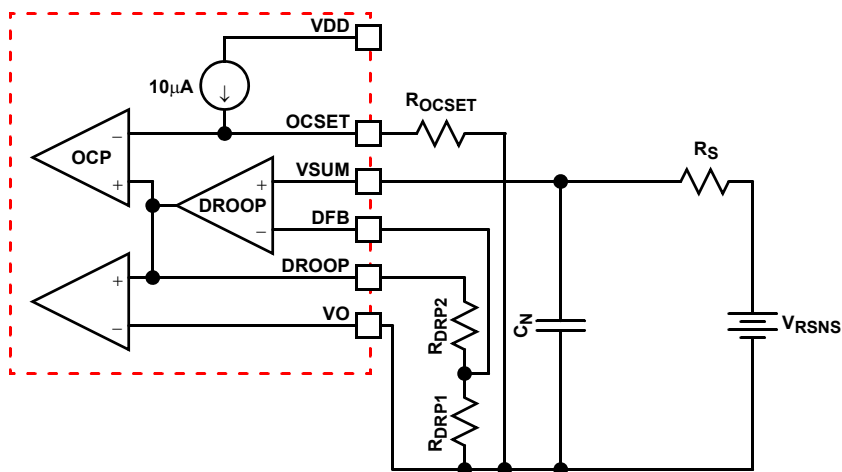 VDD
10μA
↓
OCSET
R_OCSET
−
OCP
+
VSUM
R_S
+
DROOP
−
DFB
DROOP
+
R_DRP2
VO
−
C_N
V_RSNS
R_DRP1